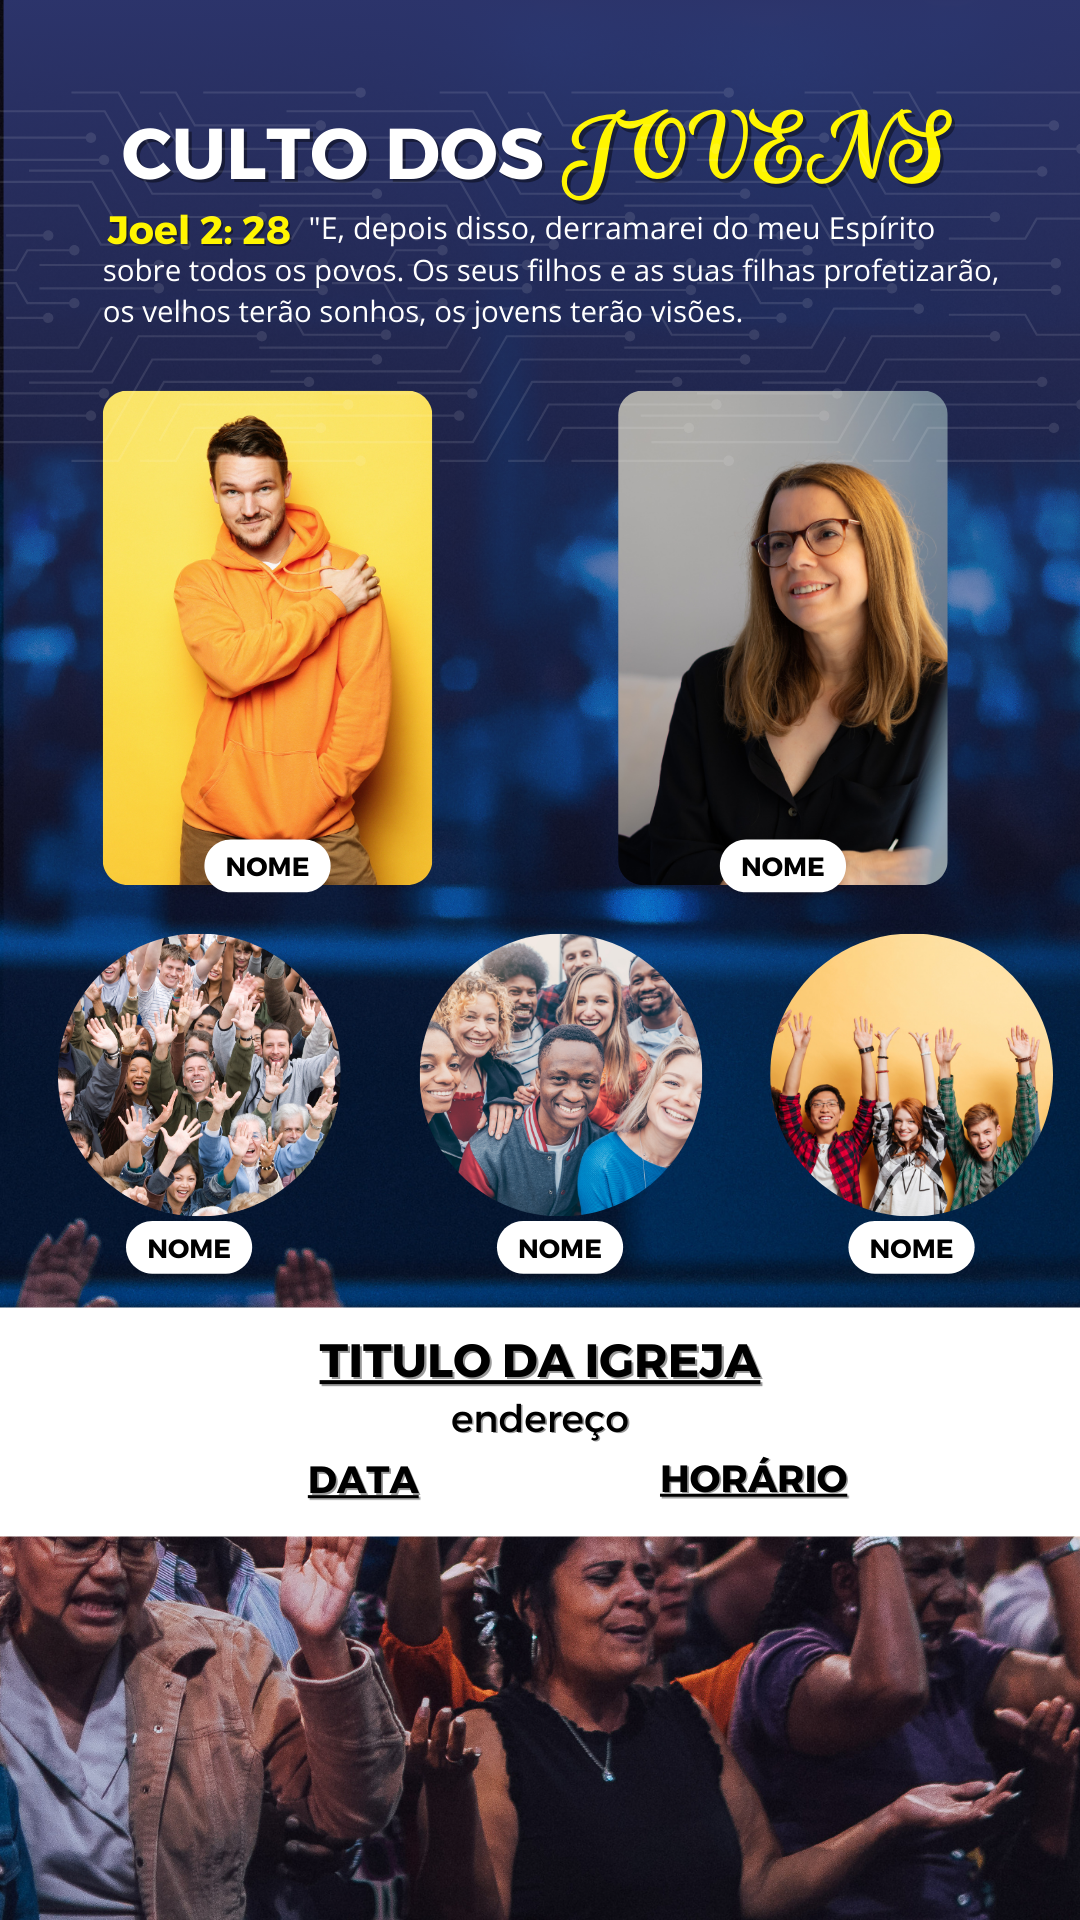 CULTO DOS JOVENS
Joel 2: 28 "E, depois disso, derramarei do meu Espírito
sobre todos os povos. Os seus filhos e as suas filhas profetizarão,
os velhos terão sonhos, os jovens terão visões.
NOME NOME
NOME NOME NOME
TITULO DA IGREJA
endereço
DATA HORÁRIO